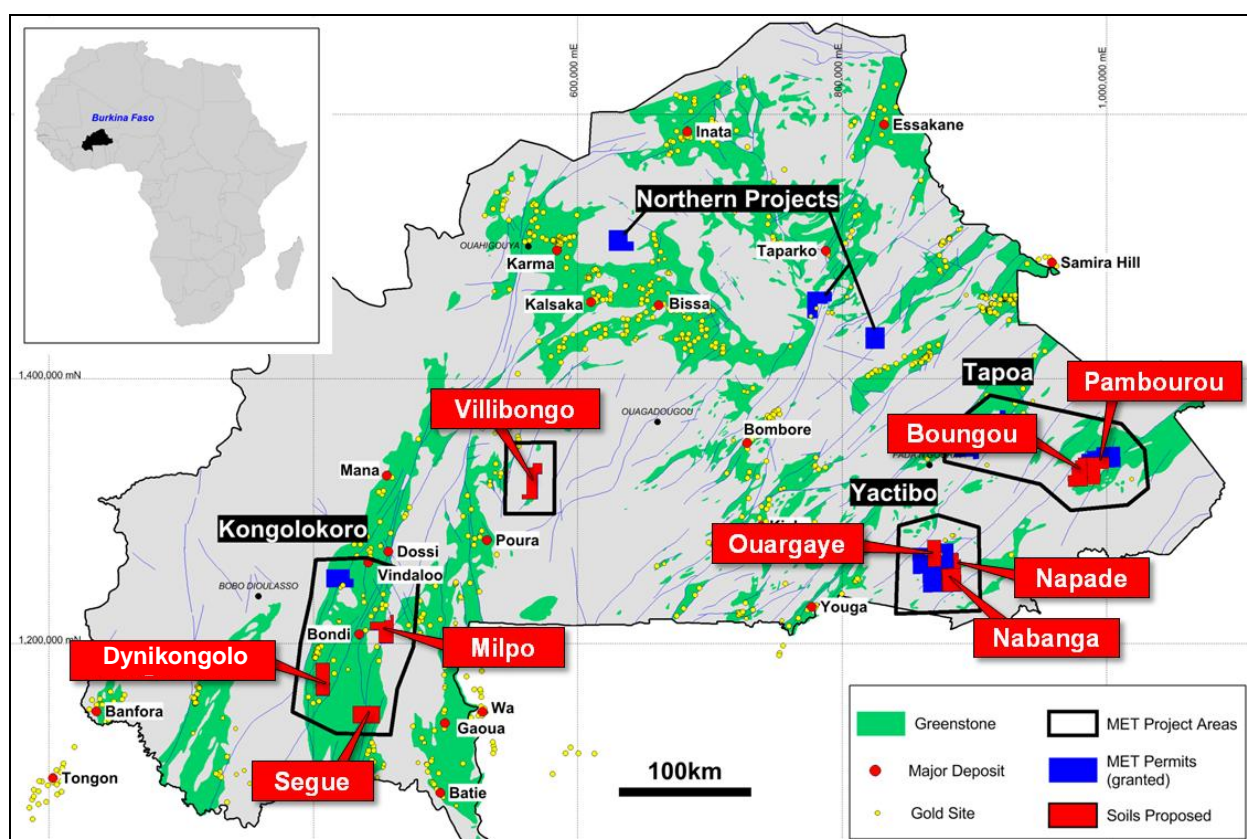 Burkina Faso
600,000 mE
800,000 mE
1,000,000 mE
Inata
Essakane
Northern Projects
OUAHIGOUYA
Karma
Taparko
Samira Hill
Kalsaka
Bissa
1,400,000 mN
Tapoa
Pambourou
Villibongo
OUAGADOUGOU
Boungou
Bombore
Mana
Yactibo
Kongolokoro
Ouargaye
Poura
Dossi
Vindaloo
Napade
BOBO DIOULASSO
Youga
Nabanga
1,200,000 mN
Bondi
Milpo
Dynikongolo
Banfora
Wa
Gaoua
Segue
Tongon
Batie
100km
Greenstone
MET Project Areas
Major Deposit
MET Permits
(granted)
Gold Site
Soils Proposed